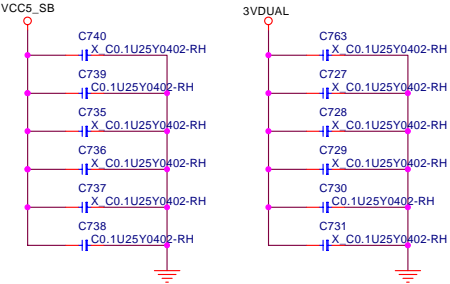 VCC5_SB
C740
X_C0.1U25Y0402-RH
C739
C0.1U25Y0402-RH
C735
X_C0.1U25Y0402-RH
C736
X_C0.1U25Y0402-RH
C737
X_C0.1U25Y0402-RH
C738
C0.1U25Y0402-RH
3VDUAL
C763
X_C0.1U25Y0402-RH
C727
X_C0.1U25Y0402-RH
C728
X_C0.1U25Y0402-RH
C729
X_C0.1U25Y0402-RH
C730
C0.1U25Y0402-RH
C731
X_C0.1U25Y0402-RH